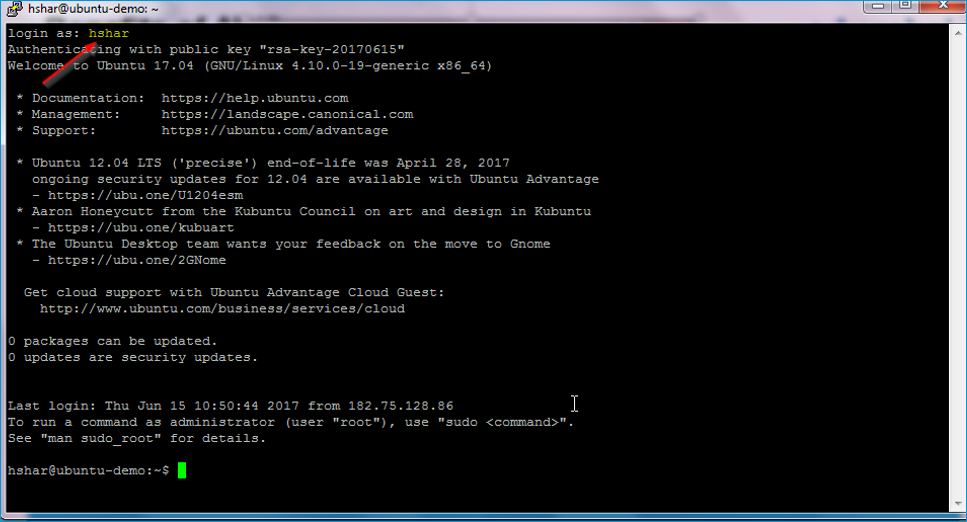 hshar@ubuntu-demo: ~
login as: hshar
Authenticating with public key "rsa-key-20170615"
Welcome to Ubuntu 17.04 (GNU/Linux 4.10.0-19-generic x86_64)
* Documentation:  https://help.ubuntu.com
* Management:     https://landscape.canonical.com
* Support:        https://ubuntu.com/advantage
* Ubuntu 12.04 LTS ('precise') end-of-life was April 28, 2017
ongoing security updates for 12.04 are available with Ubuntu Advantage
- https://ubu.one/U1204esm
* Aaron Honeycutt from the Kubuntu Council on art and design in Kubuntu
- https://ubu.one/kubuart
* The Ubuntu Desktop team wants your feedback on the move to Gnome
- https://ubu.one/2GNome
Get cloud support with Ubuntu Advantage Cloud Guest:
http://www.ubuntu.com/business/services/cloud
0 packages can be updated.
0 updates are security updates.
Last login: Thu Jun 15 10:50:44 2017 from 182.75.128.86
To run a command as administrator (user "root"), use "sudo <command>".
See "man sudo_root" for details.
hshar@ubuntu-demo:~$